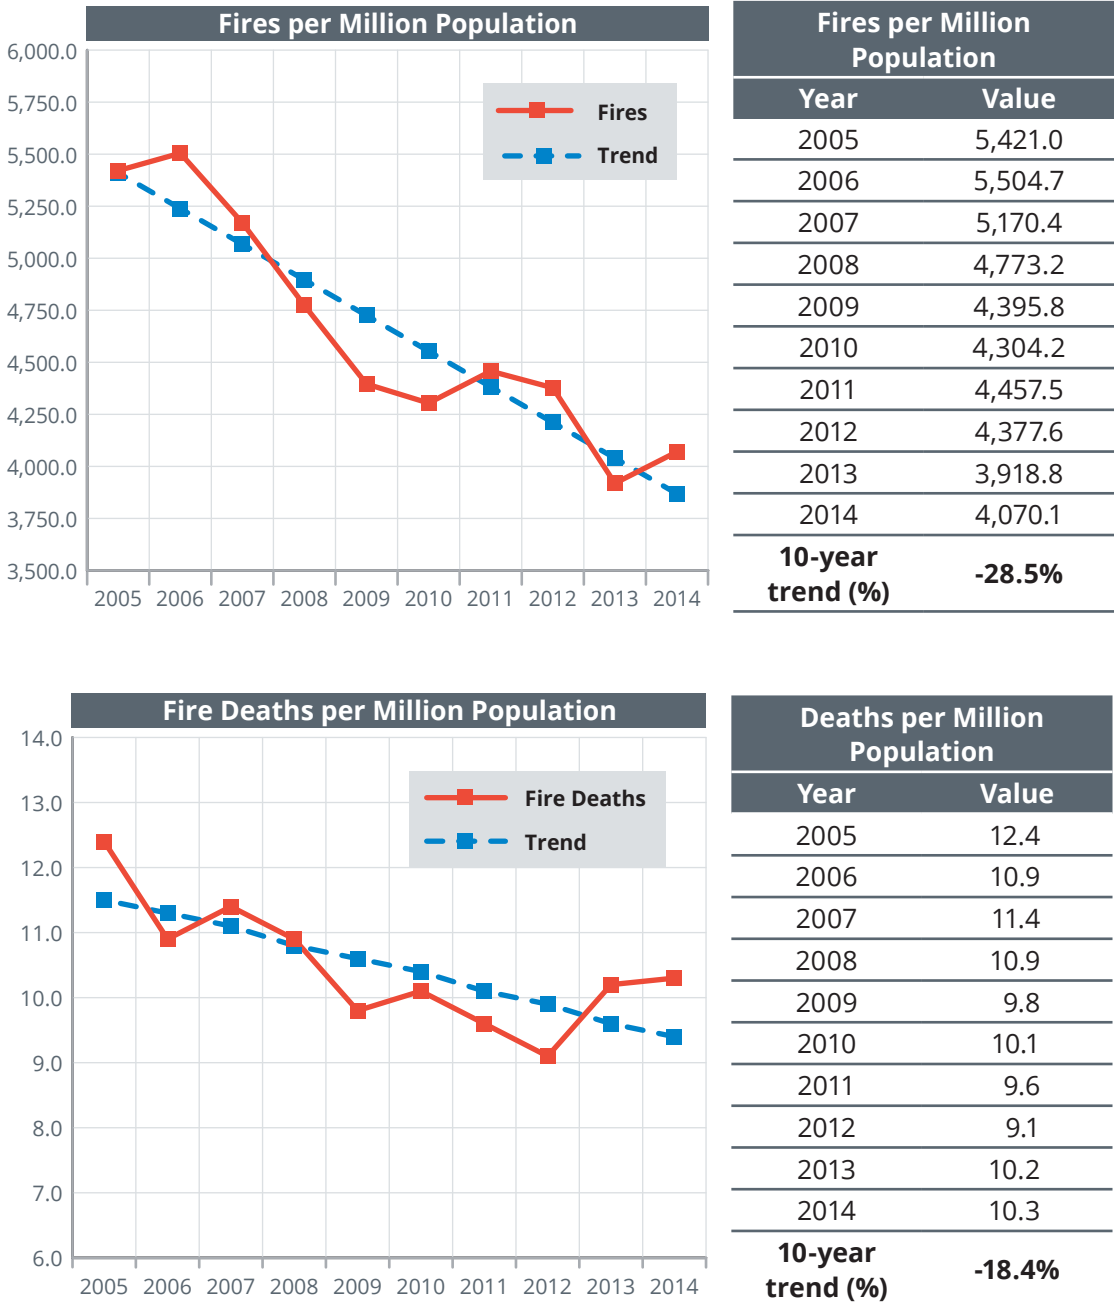 Fires per Million Population
6,000.0
5,750.0
5,500.0
5,250.0
5,000.0
4,750.0
4,500.0
4,250.0
4,000.0
3,750.0
3,500.0
Fires
Trend
2005 2006 2007 2008 2009 2010 2011 2012 2013 2014
Fires per Million
Population
Year Value
2005 5,421.0
2006 5,504.7
2007 5,170.4
2008 4,773.2
2009 4,395.8
2010 4,304.2
2011 4,457.5
2012 4,377.6
2013 3,918.8
2014 4,070.1
10-year
trend (%) -28.5%
Fire Deaths per Million Population
14.0
13.0
12.0
11.0
10.0
9.0
8.0
7.0
6.0
Fire Deaths
Trend
2005 2006 2007 2008 2009 2010 2011 2012 2013 2014
Deaths per Million
Population
Year Value
2005 12.4
2006 10.9
2007 11.4
2008 10.9
2009 9.8
2010 10.1
2011 9.6
2012 9.1
2013 10.2
2014 10.3
10-year
trend (%) -18.4%